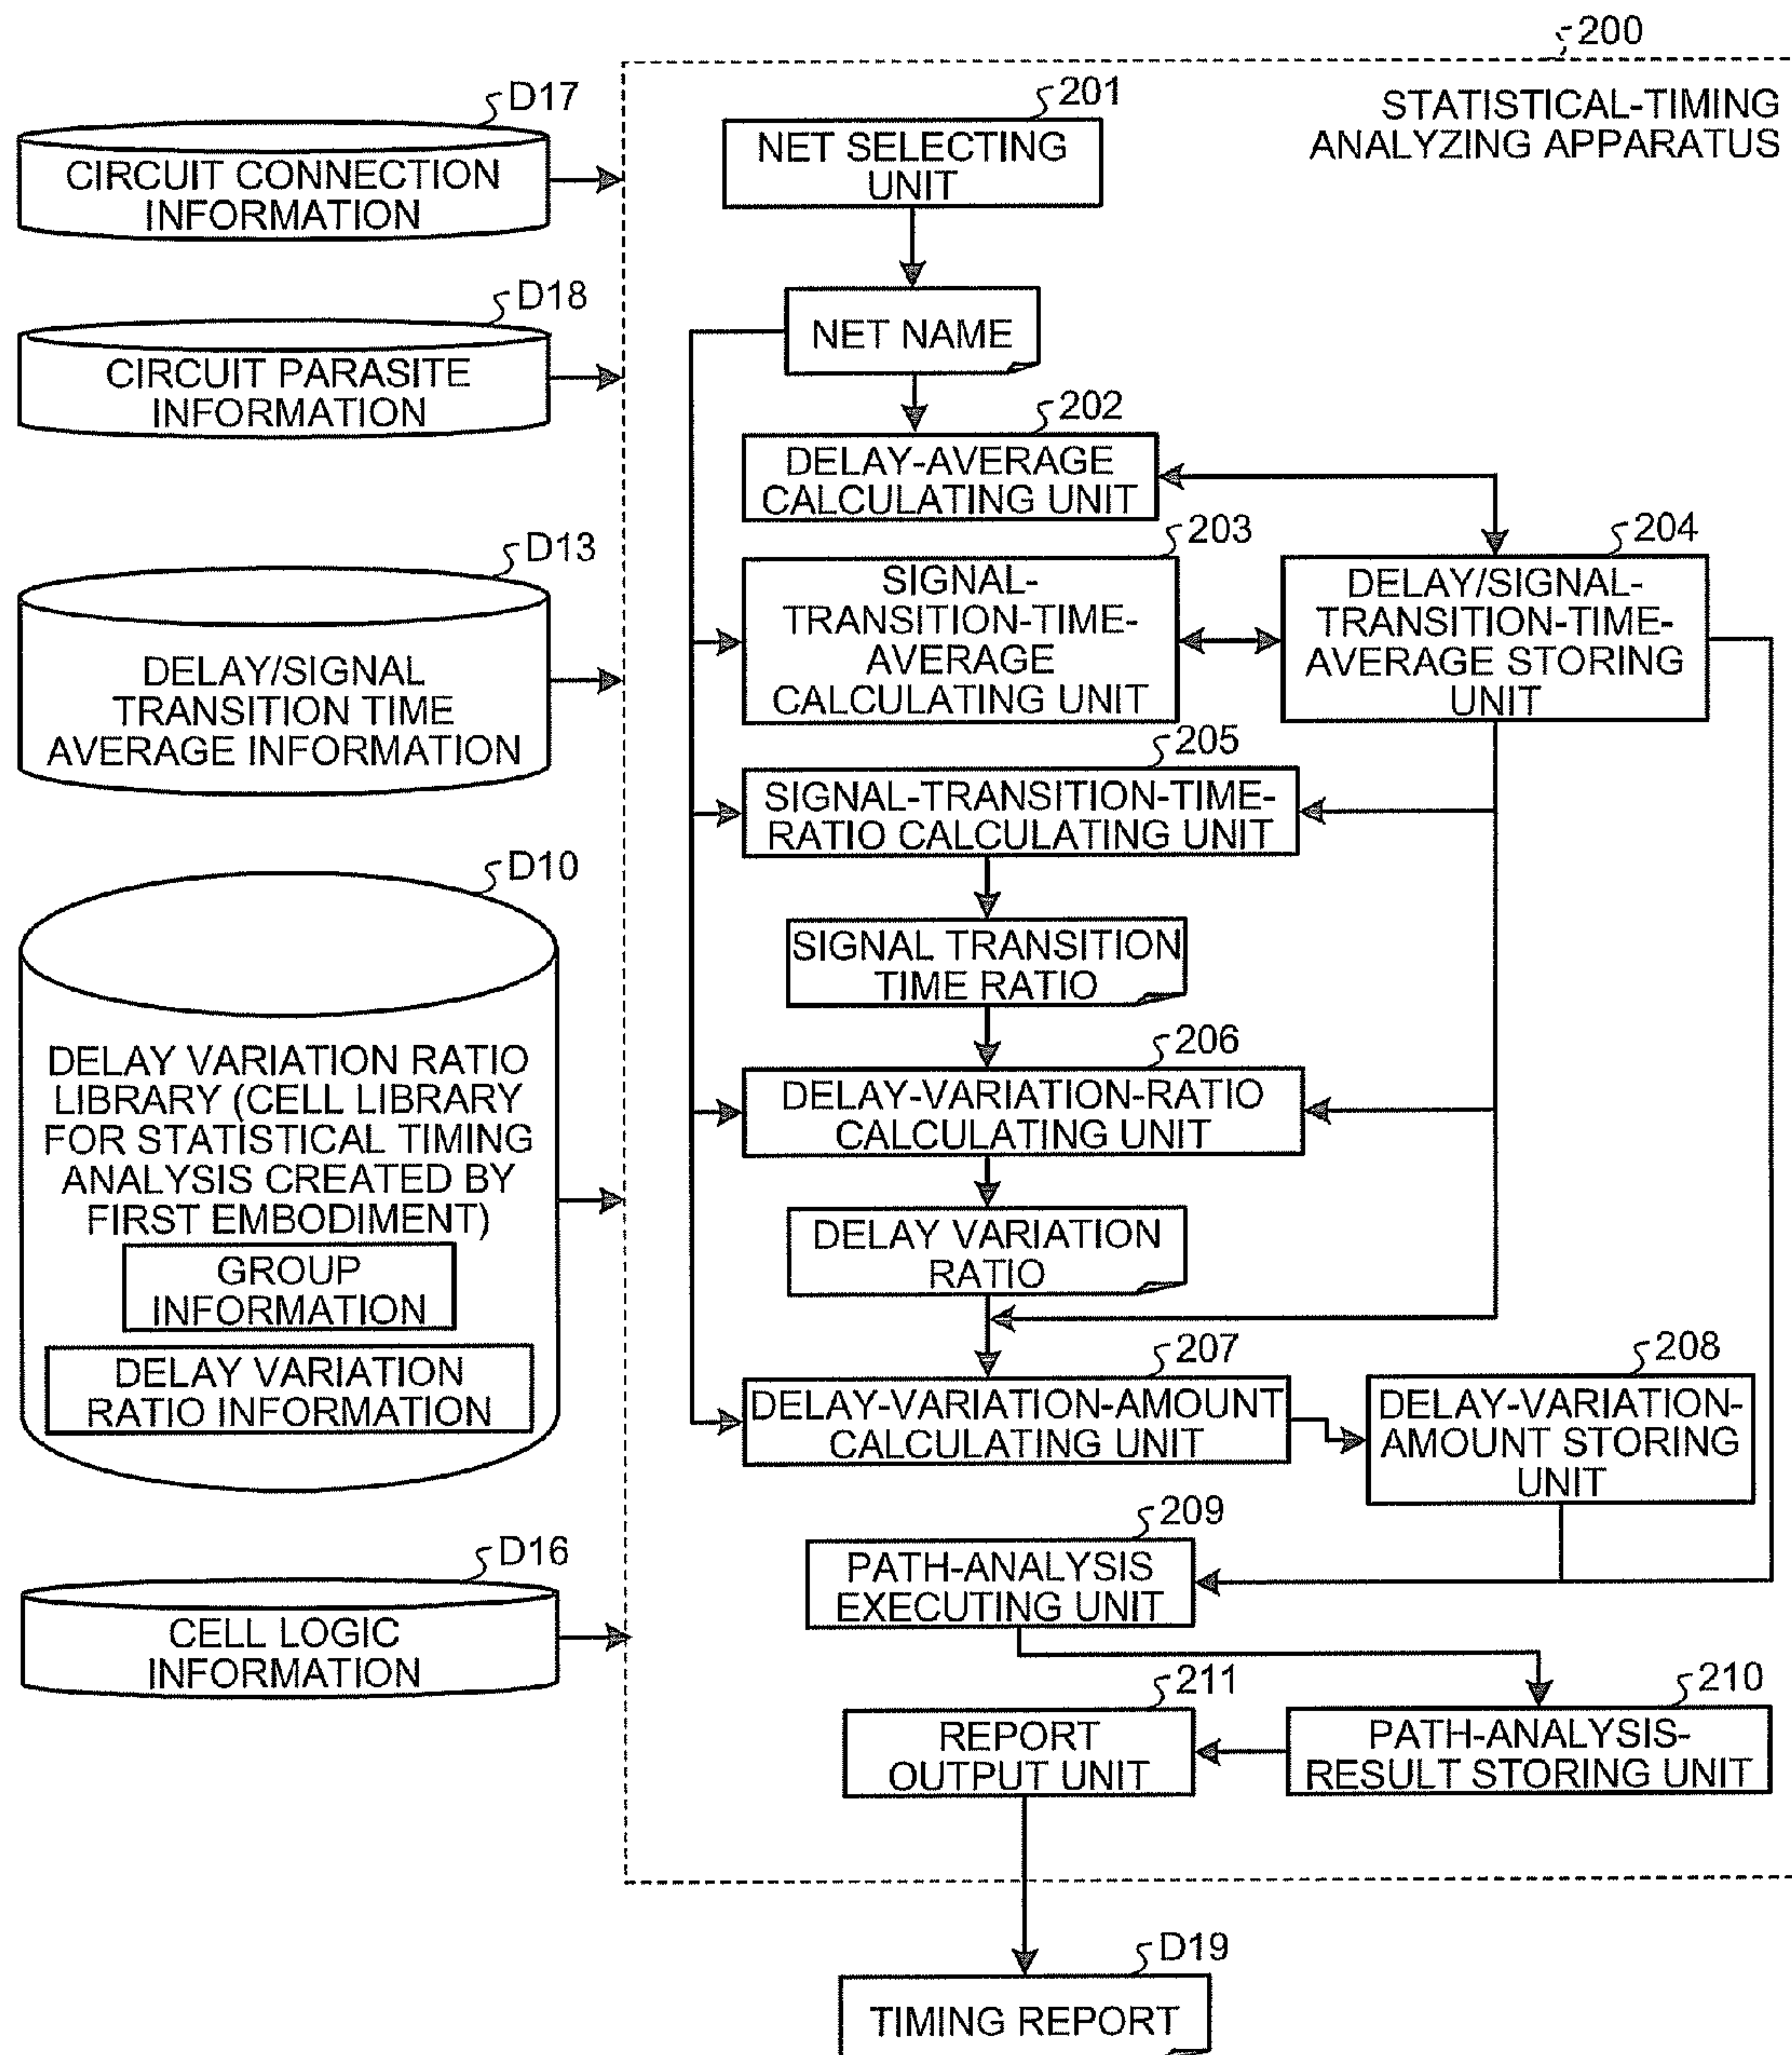 200
STATISTICAL-TIMING
ANALYZING APPARATUS
D17
CIRCUIT CONNECTION
INFORMATION
D18
CIRCUIT PARASITE
INFORMATION
D13
DELAY/SIGNAL
TRANSITION TIME
AVERAGE INFORMATION
D10
DELAY VARIATION RATIO
LIBRARY (CELL LIBRARY
FOR STATISTICAL TIMING
ANALYSIS CREATED BY
FIRST EMBODIMENT)
GROUP
INFORMATION
DELAY VARIATION
RATIO INFORMATION
D16
CELL LOGIC
INFORMATION
201
NET SELECTING
UNIT
NET NAME
202
DELAY-AVERAGE
CALCULATING UNIT
203
SIGNAL-
TRANSITION-TIME-
AVERAGE
CALCULATING UNIT
204
DELAY/SIGNAL-
TRANSITION-TIME-
AVERAGE STORING
UNIT
205
SIGNAL-TRANSITION-TIME-
RATIO CALCULATING UNIT
SIGNAL TRANSITION
TIME RATIO
206
DELAY-VARIATION-RATIO
CALCULATING UNIT
DELAY VARIATION
RATIO
207
DELAY-VARIATION-AMOUNT
CALCULATING UNIT
208
DELAY-VARIATION-
AMOUNT STORING
UNIT
209
PATH-ANALYSIS
EXECUTING UNIT
210
PATH-ANALYSIS-
RESULT STORING UNIT
211
REPORT
OUTPUT UNIT
D19
TIMING REPORT